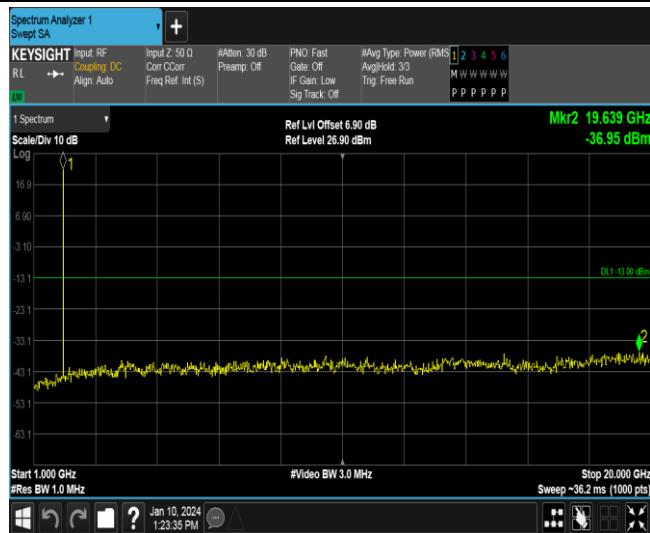 Spectrum Analyzer 1
Swept SA
+
KEYSIGHT Input: RF Input Z: 50 Ω #Atten: 30 dB PNO: Fast #Avg Type: Power (RMS 1 2 3 4 5 6
RL Coupling: DC Corr CCorr Preamp: Off Gate: Off Avg|Hold: 3/3 M W W W W W
Align: Auto Freq Ref: Int (S) IF Gain: Low Trig: Free Run
Sig Track: Off P P P P P P
1 Spectrum
Ref Lvl Offset 6.90 dB
Mkr2 19.639 GHz
Scale/Div 10 dB Ref Level 26.90 dBm -36.95 dBm
Log
1
16.9
6.90
-3.10
DL1 -13.00 dBm
-13.1
-23.1
-33.1
2
-43.1
-53.1
-63.1
Start 1.000 GHz #Video BW 3.0 MHz Stop 20.000 GHz
#Res BW 1.0 MHz Sweep ~36.2 ms (1000 pts)
? Jan 10, 2024
1:23:35 PM